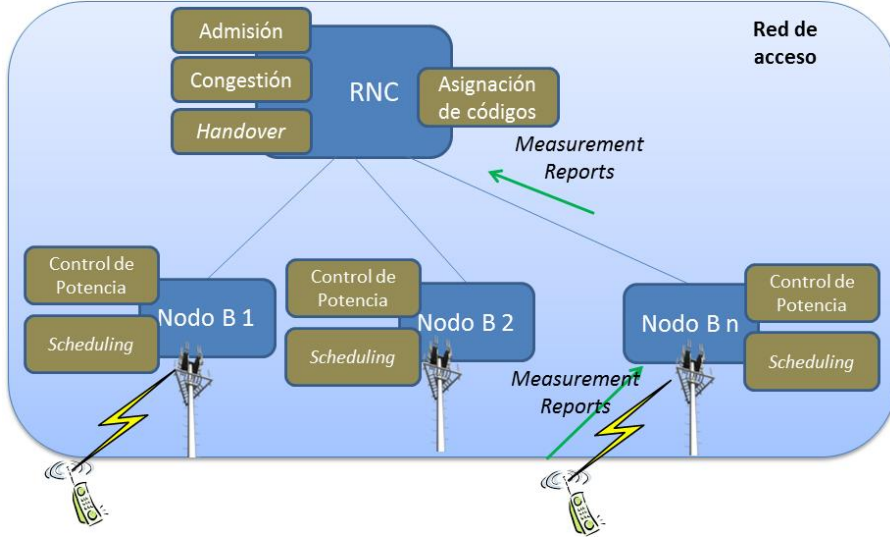 Red de
acceso
Admisión
Congestión
Handover
RNC
Asignación
de códigos
Measurement
Reports
Control de
Potencia
Scheduling
Nodo B 1
Control de
Potencia
Scheduling
Nodo B 2
Nodo B n
Control de
Potencia
Scheduling
Measurement
Reports